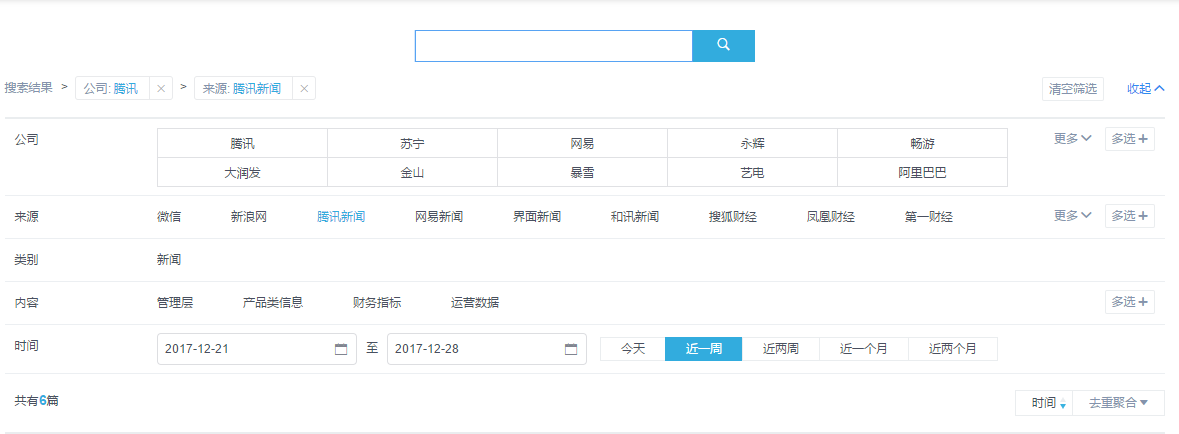 搜索结果 > 公司: 腾讯 × > 来源: 腾讯新闻 × 清空筛选 收起
公司 腾讯 苏宁 网易 永辉 畅游 更多 多选+
大润发 金山 暴雪 艺电 阿里巴巴
来源 微信 新浪网 腾讯新闻 网易新闻 界面新闻 和讯新闻 搜狐财经 凤凰财经 第一财经 更多 多选+
类别 新闻
内容 管理层 产品类信息 财务指标 运营数据 多选+
时间 2017-12-21 至 2017-12-28 今天 近一周 近两周 近一个月 近两个月
共有6篇 时间 去重聚合